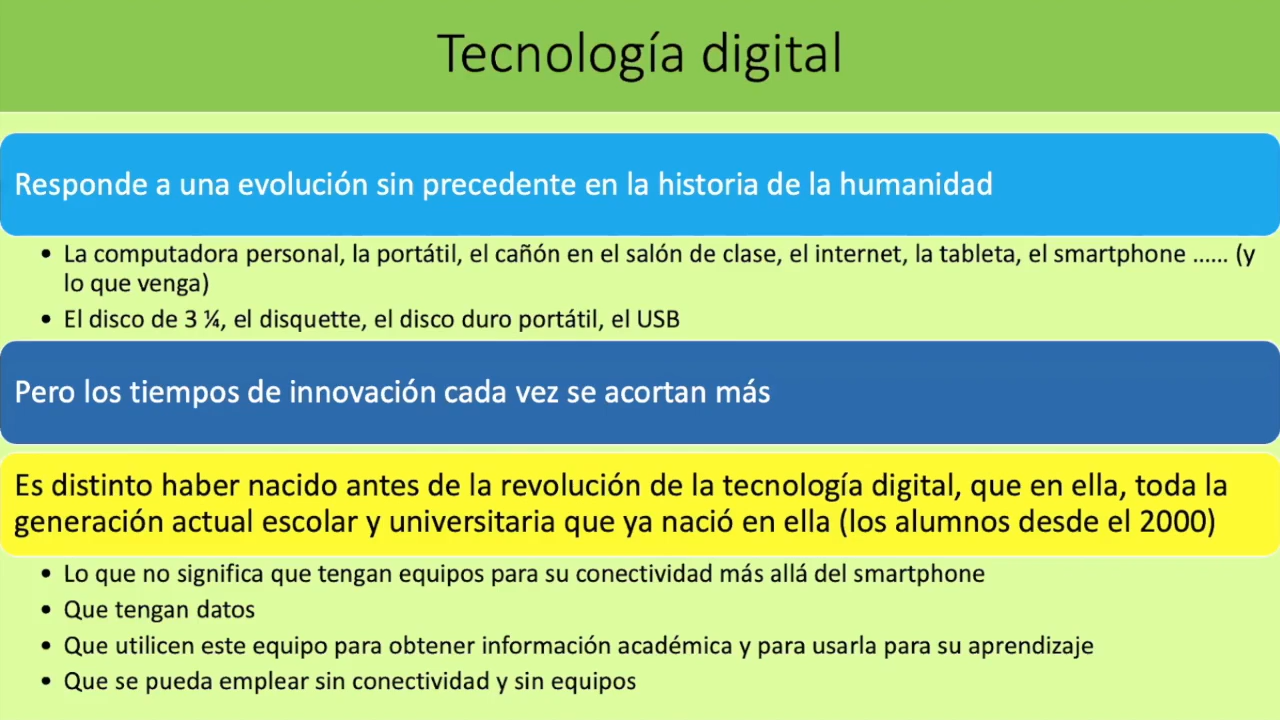 Tecnología digital
Responde a una evolución sin precedente en la historia de la humanidad
• La computadora personal, la portátil, el cañón en el salón de clase, el internet, la tableta, el smartphone ...... (y
lo que venga)
• El disco de 3 ¼, el disquette, el disco duro portátil, el USB
Pero los tiempos de innovación cada vez se acortan más
Es distinto haber nacido antes de la revolución de la tecnología digital, que en ella, toda la
generación actual escolar y universitaria que ya nació en ella (los alumnos desde el 2000)
• Lo que no significa que tengan equipos para su conectividad más allá del smartphone
• Que tengan datos
• Que utilicen este equipo para obtener información académica y para usarla para su aprendizaje
• Que se pueda emplear sin conectividad y sin equipos